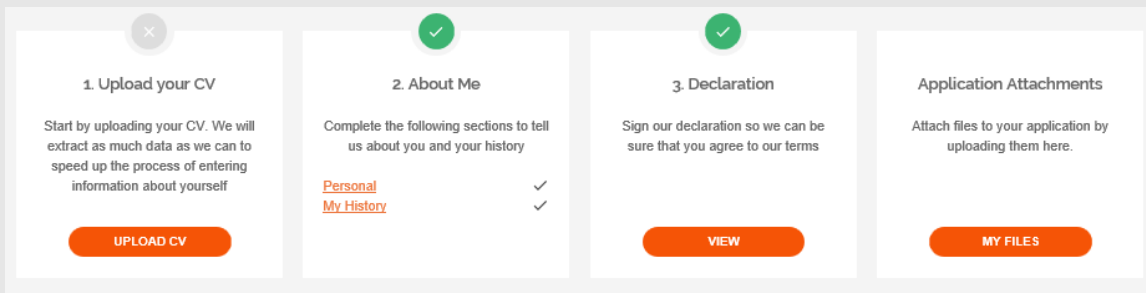 1. Upload your CV
Start by uploading your CV. We will
extract as much data as we can to
speed up the process of entering
information about yourself
UPLOAD CV
2. About Me
Complete the following sections to tell
us about you and your history
Personal
My History
3. Declaration
Sign our declaration so we can be
sure that you agree to our terms
VIEW
Application Attachments
Attach files to your application by
uploading them here.
MY FILES